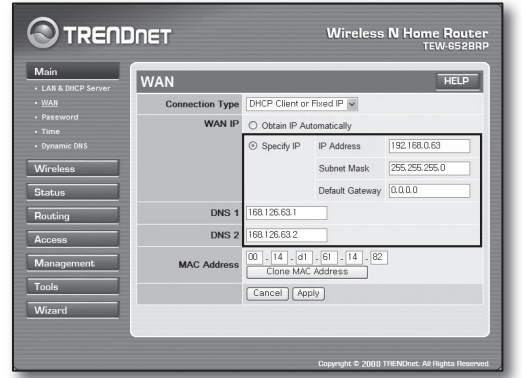 TRENDNET
Wireless N Home Router
TEW-652BRP
Main
• LAN & DHCP Server
• WAN
• Password
• Time
• Dynamic DNS
Wireless
Status
Routing
Access
Management
Tools
Wizard
WAN
HELP
Connection Type DHCP Client or Fixed IP
WAN IP Obtain IP Automatically
Specify IP IP Address 192.168.0.63
Subnet Mask 255.255.255.0
Default Gateway 0.0.0.0
DNS 1 168.126.63.1
DNS 2 168.126.63.2
MAC Address 00 - 14 - d1 - 61 - 14 - 82
Clone MAC Address
Cancel Apply
Copyright © 2008 TRENDnet. All Rights Reserved.